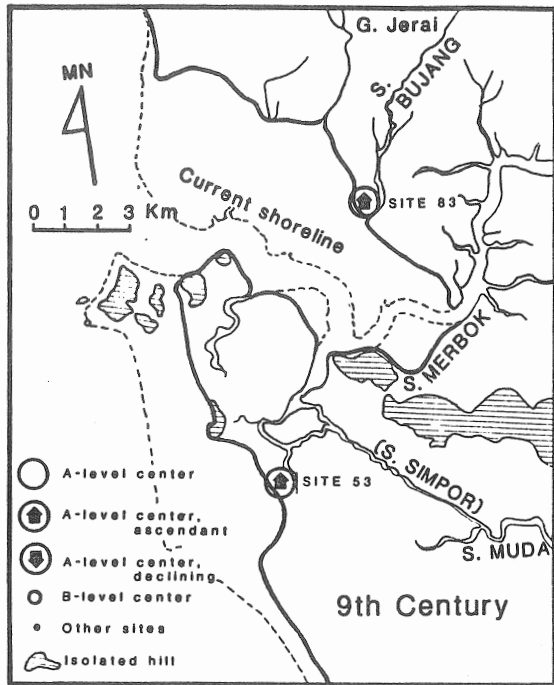 G. Jerai
S. BUJANG
MN
0 1 2 3 Km
Current shoreline
SITE 83
S. MERBOK
(S. SIMPOR)
SITE 53
S. MUDA
A-level center
A-level center,
ascendant
A-level center,
declining
B-level center
Other sites
Isolated hill
9th Century